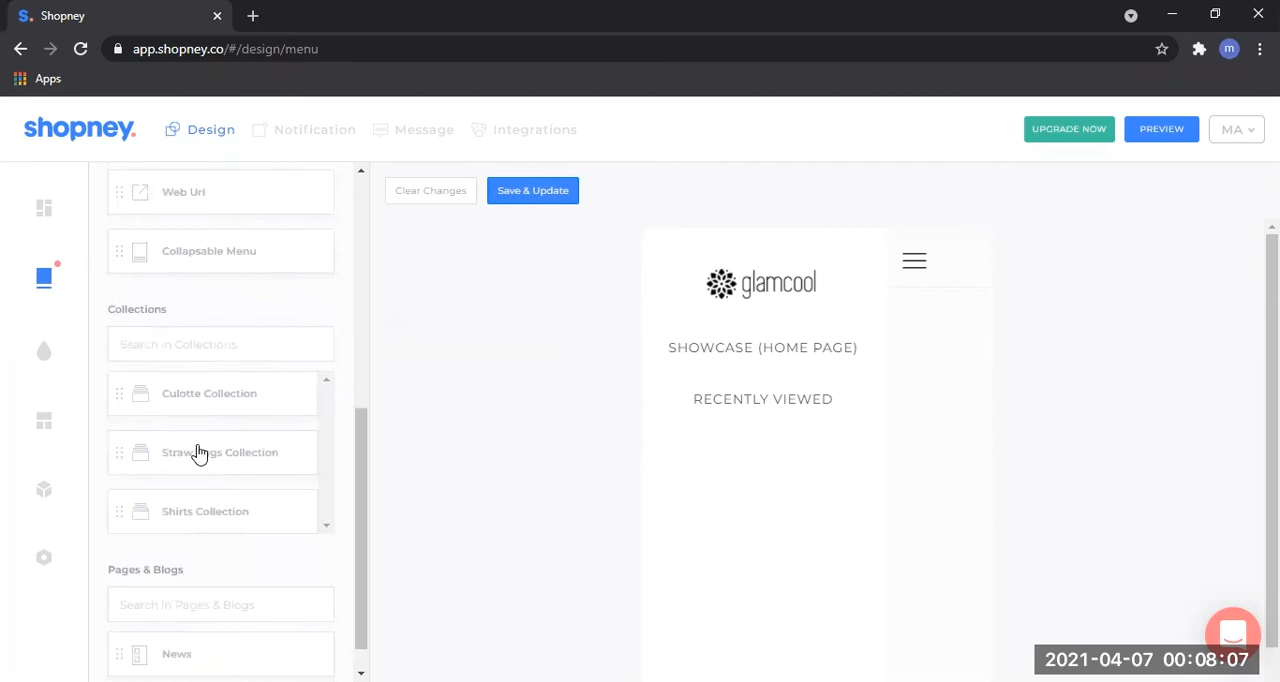 Shopney
app.shopney.co/#/design/menu
m
Apps
shopney.
Design
Notification
Message
Integrations
UPGRADE NOW
PREVIEW
MA
Web Url
Clear Changes
Save & Update
Collapsable Menu
glamcool
Collections
Search in Collections
SHOWCASE (HOME PAGE)
Culotte Collection
RECENTLY VIEWED
Collection
Shirts Collection
Pages & Blogs
Search in Pages & Blogs
News
2021-04-07 00:08:07